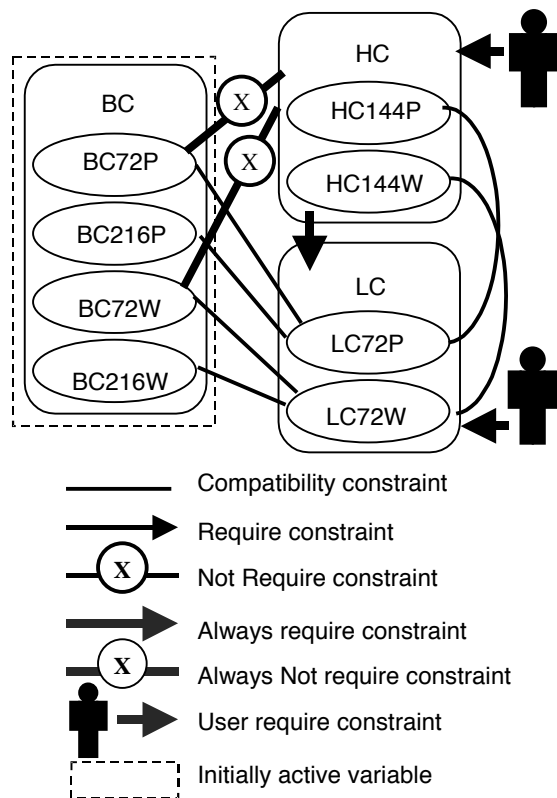 HC
X
BC
HC144P
X
BC72P
HC144W
BC216P
LC
BC72W
LC72P
BC216W
LC72W
Compatibility constraint
Require constraint
X
Not Require constraint
Always require constraint
X
Always Not require constraint
User require constraint
Initially active variable